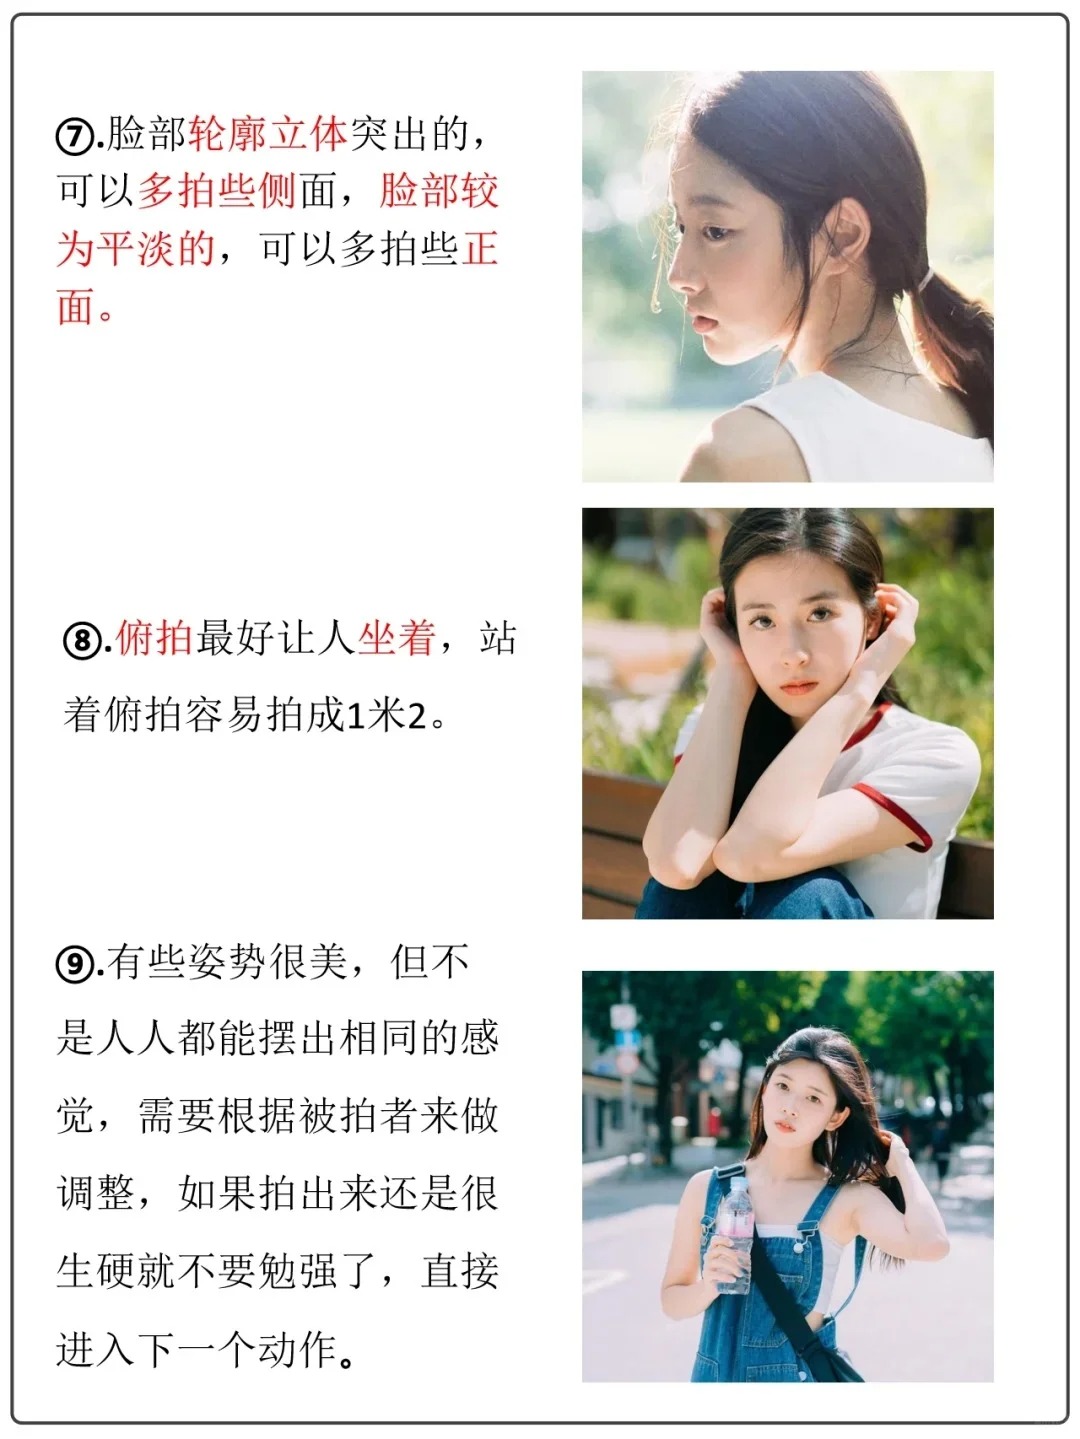 ⑦.脸部轮廓立体突出的，
可以多拍些侧面，脸部较
为平淡的，可以多拍些正
面。
⑧.俯拍最好让人坐着，站
着俯拍容易拍成1米2。
⑨.有些姿势很美，但不
是人人都能摆出相同的感
觉，需要根据被拍者来做
调整，如果拍出来还是很
生硬就不要勉强了，直接
进入下一个动作。